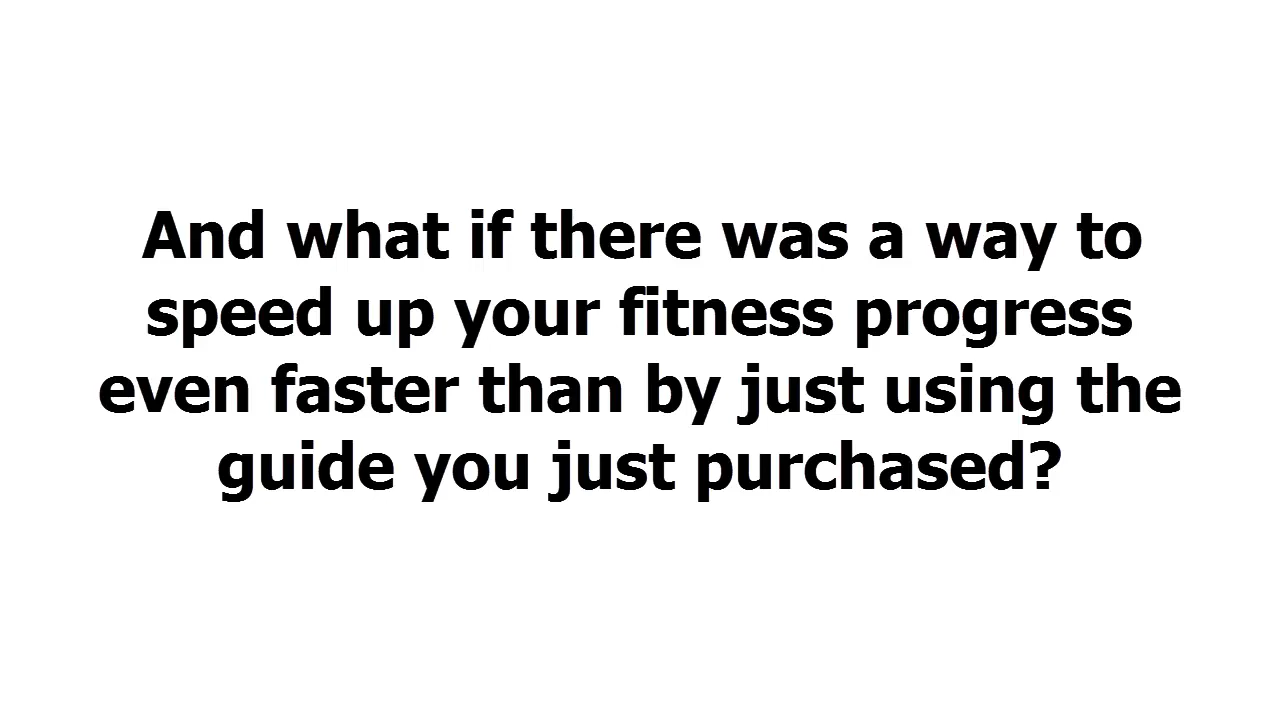 And what if there was a way to
speed up your fitness progress
even faster than by just using the
guide you just purchased?